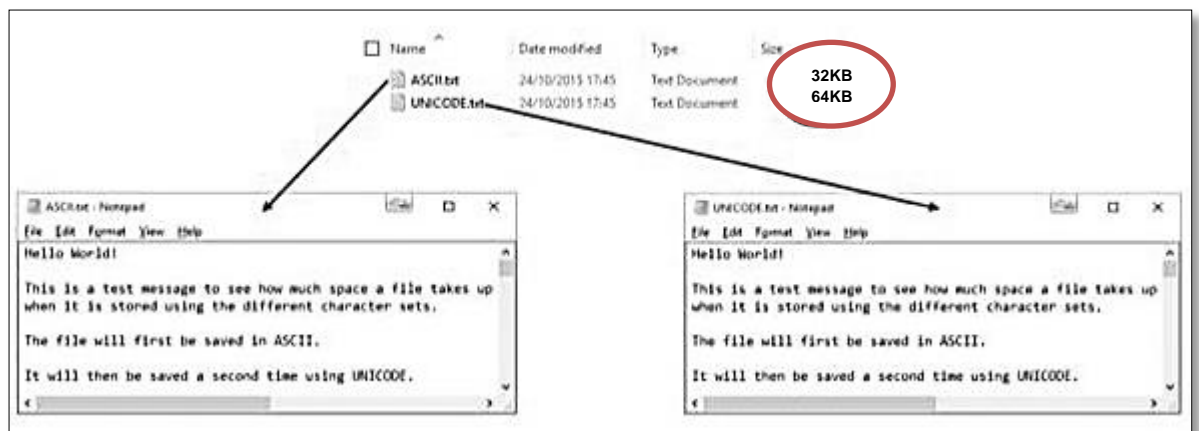 Name Date modified Type Size
ASCII.txt 24/10/2015 17:45 Text Document 32KB
UNICODE.txt 24/10/2015 17:45 Text Document 64KB
ASCII.txt - Notepad
File Edit Format View Help
Hello World!
This is a test message to see how much space a file takes up
when it is stored using the different character sets.
The file will first be saved in ASCII.
It will then be saved a second time using UNICODE.
UNICODE.txt - Notepad
File Edit Format View Help
Hello World!
This is a test message to see how much space a file takes up
when it is stored using the different character sets.
The file will first be saved in ASCII.
It will then be saved a second time using UNICODE.